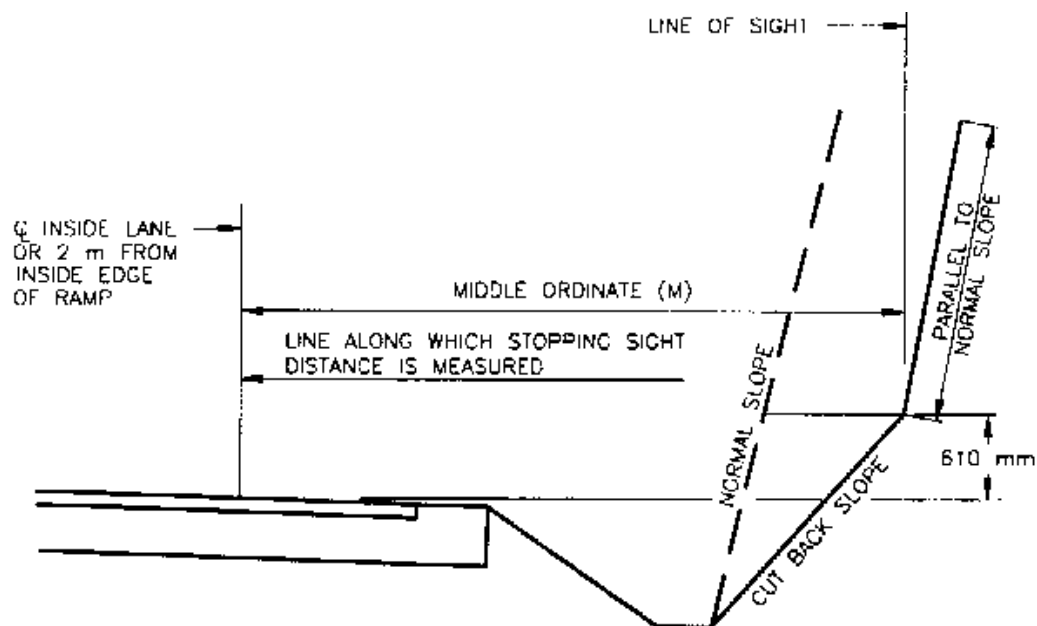 LINE OF SIGHT
℄ INSIDE LANE
OR 2 m FROM
INSIDE EDGE
OF RAMP
MIDDLE ORDINATE (M)
LINE ALONG WHICH STOPPING SIGHT
DISTANCE IS MEASURED
NORMAL SLOPE
PARALLEL TO
NORMAL SLOPE
610 mm
CUT BACK SLOPE